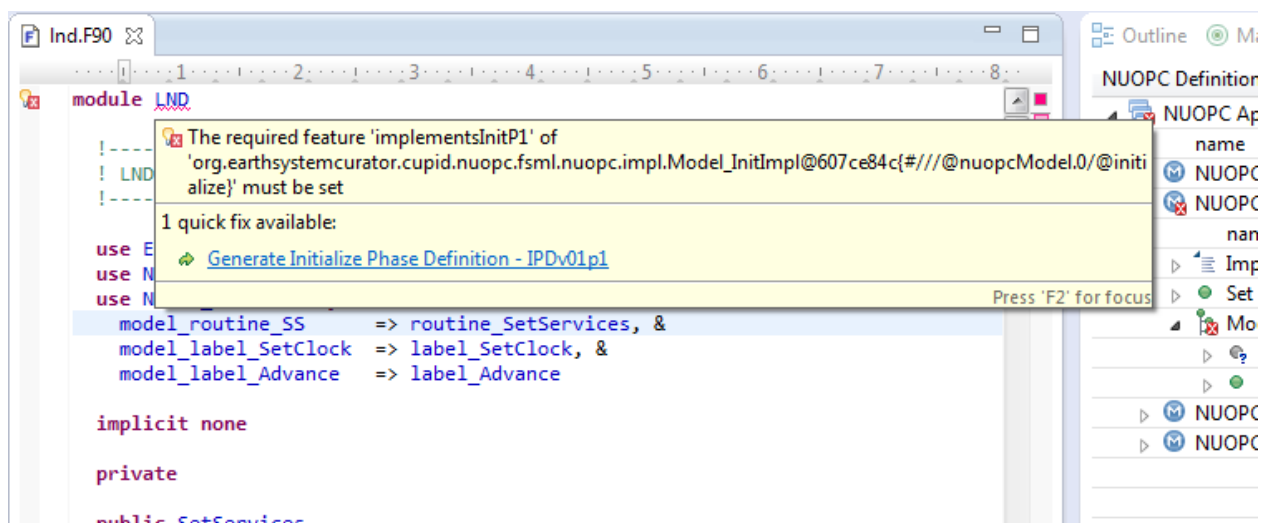 lnd.F90
Outline
NUOPC Definition
1 2 3 4 5 6 7 8
module LND
The required feature 'implementsInitP1' of
'org.earthsystemcurator.cupid.nuopc.fsml.nuopc.impl.Model_InitImpl@607ce84c{#///@nuopcModel.0/@initi
alize}' must be set
1 quick fix available:
Generate Initialize Phase Definition - IPDv01p1
Press 'F2' for focus
!----
! LND
!----
use E
use N
use N
model_routine_SS => routine_SetServices, &
model_label_SetClock => label_SetClock, &
model_label_Advance => label_Advance
implicit none
private
public SetServices
NUOPC Ap
name
NUOPC
NUOPC
nan
Imp
Set
Mo
NUOPC
NUOPC